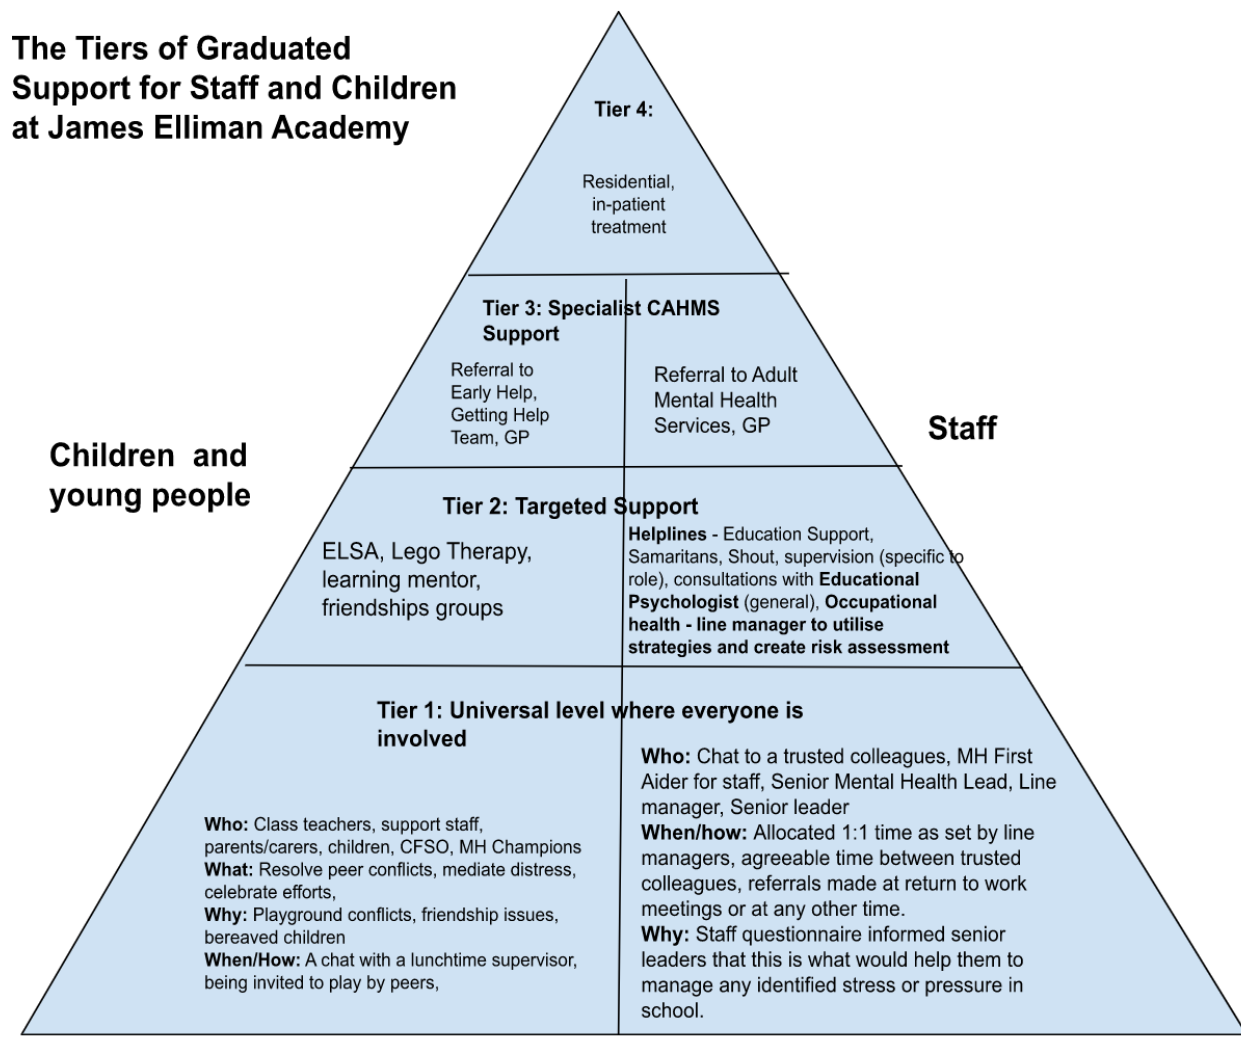 The Tiers of Graduated
Support for Staff and Children
at James Elliman Academy
Tier 4:
Residential,
in-patient
treatment
Tier 3: Specialist CAHMS
Support
Referral to
Early Help,
Getting Help
Team, GP
Referral to Adult
Mental Health
Services, GP
Children and
young people
Staff
Tier 2: Targeted Support
ELSA, Lego Therapy,
learning mentor,
friendships groups
Helplines - Education Support,
Samaritans, Shout, supervision (specific to
role), consultations with Educational
Psychologist (general), Occupational
health - line manager to utilise
strategies and create risk assessment
Tier 1: Universal level where everyone is
involved
Who: Class teachers, support staff,
parents/carers, children, CFSO, MH Champions
What: Resolve peer conflicts, mediate distress,
celebrate efforts,
Why: Playground conflicts, friendship issues,
bereaved children
When/How: A chat with a lunchtime supervisor,
being invited to play by peers,
Who: Chat to a trusted colleagues, MH First
Aider for staff, Senior Mental Health Lead, Line
manager, Senior leader
When/how: Allocated 1:1 time as set by line
managers, agreeable time between trusted
colleagues, referrals made at return to work
meetings or at any other time.
Why: Staff questionnaire informed senior
leaders that this is what would help them to
manage any identified stress or pressure in
school.